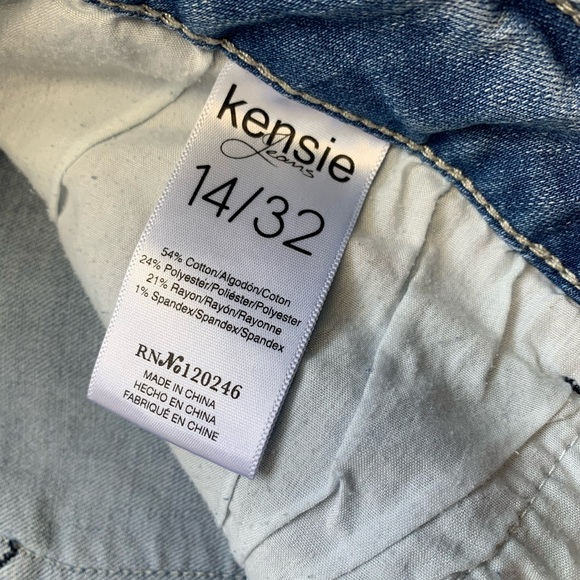 kensie
Jeans
14/32
54% Cotton/Algodón/Coton
24% Polyester/Poliéster/Polyester
21% Rayon/Rayón/Rayonne
1% Spandex/Spandex/Spandex
RN№120246
MADE IN CHINA
HECHO EN CHINA
FABRIQUÉ EN CHINE